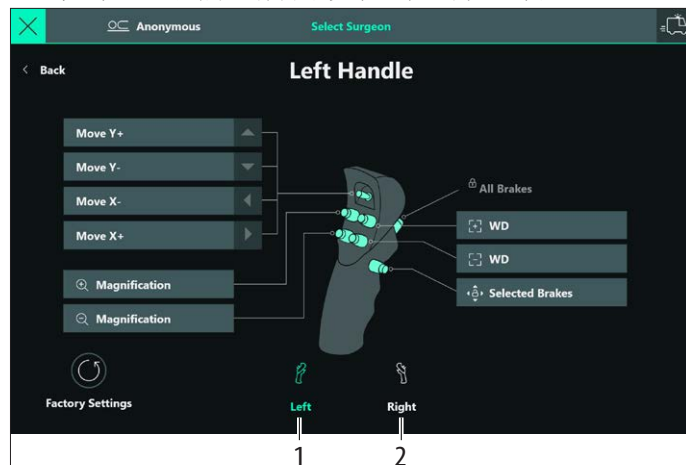 Anonymous
Select Surgeon
Back
Left Handle
Move Y+
Move Y-
Move X-
Move X+
Magnification
Magnification
All Brakes
WD
WD
Selected Brakes
Factory Settings
Left
Right
1
2